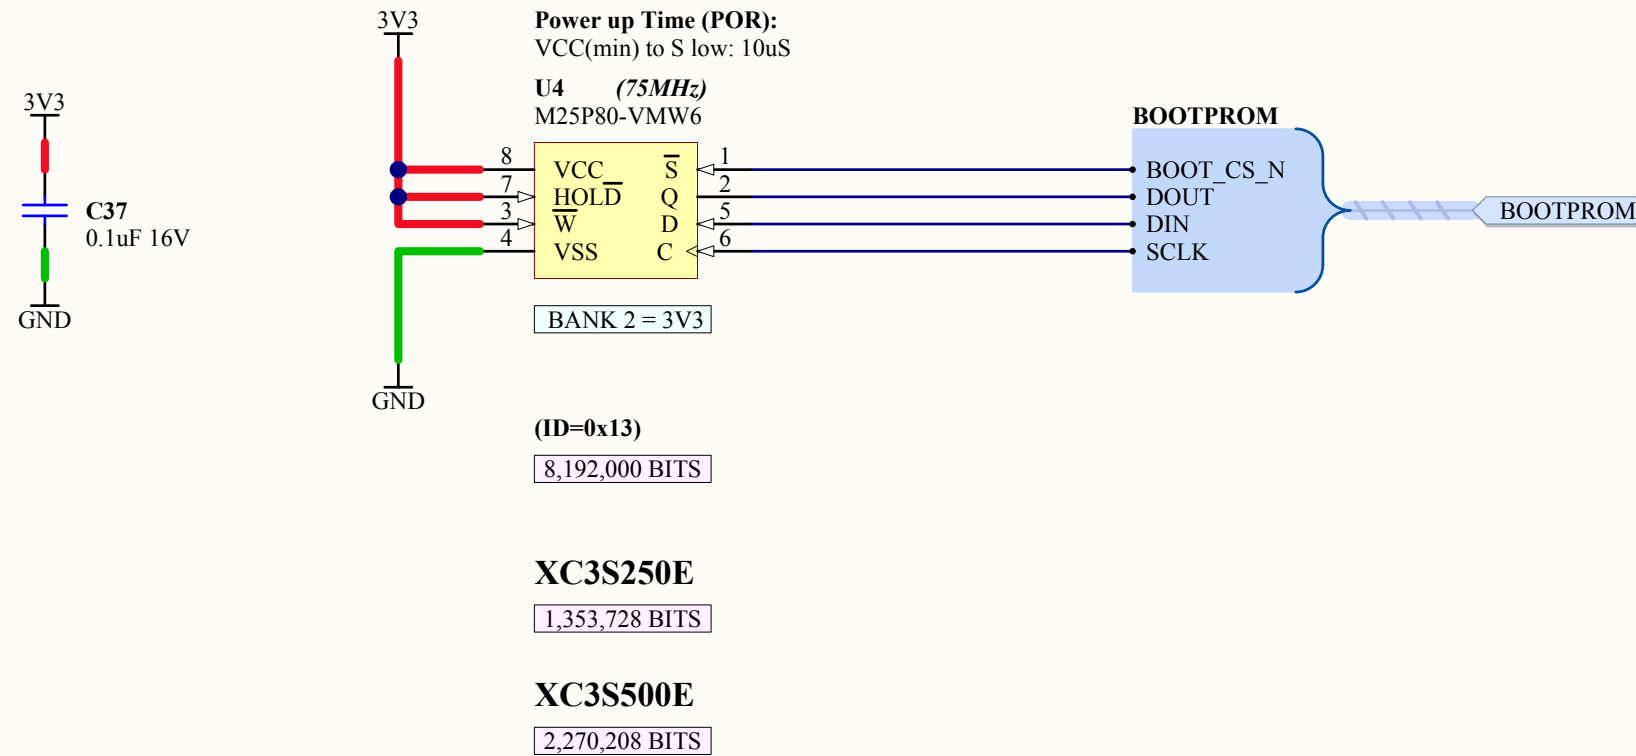 3V3
Power up Time (POR):
VCC(min) to S low: 10uS
U4 (75MHz)
M25P80-VMW6
3V3
C37
0.1uF 16V
GND
8 VCC S 1
7 HOLD Q 2
3 W D 5
4 VSS C 6
GND
BOOTPROM
BOOT_CS_N
DOUT
DIN
SCLK
BOOTPROM
BANK 2 = 3V3
(ID=0x13)
8,192,000 BITS
XC3S250E
1,353,728 BITS
XC3S500E
2,270,208 BITS